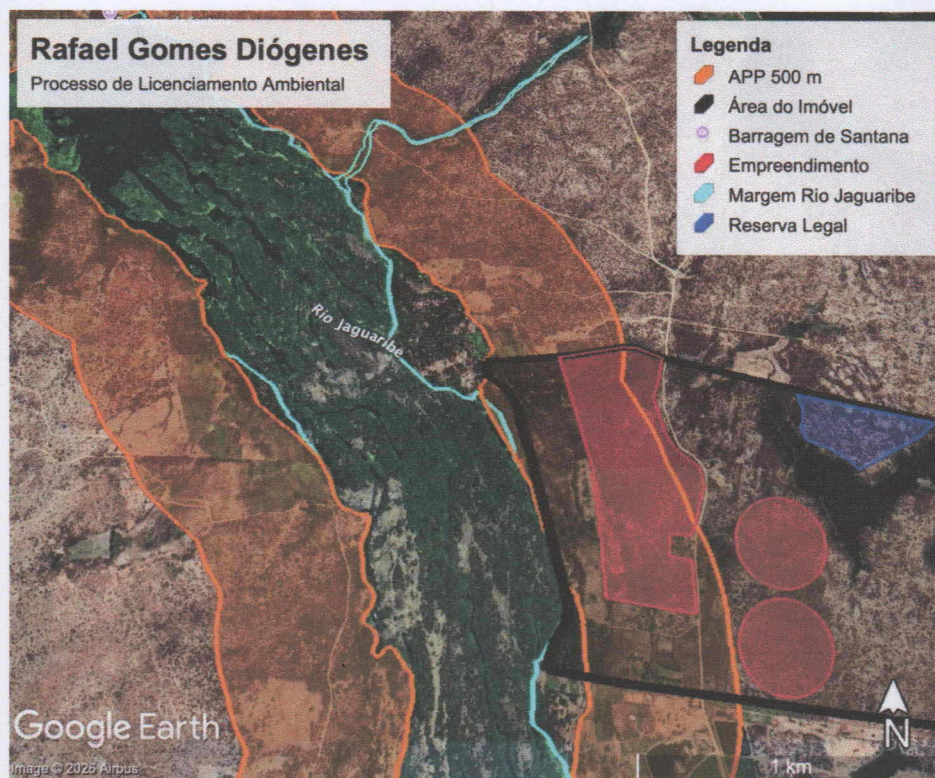 Rafael Gomes Diógenes
Processo de Licenciamento Ambiental
Legenda
APP 500 m
Área do Imóvel
Barragem de Santana
Empreendimento
Margem Rio Jaguaribe
Reserva Legal
Rio Jaguaribe
Google Earth
Image © 2026 Airbus
1 km
N